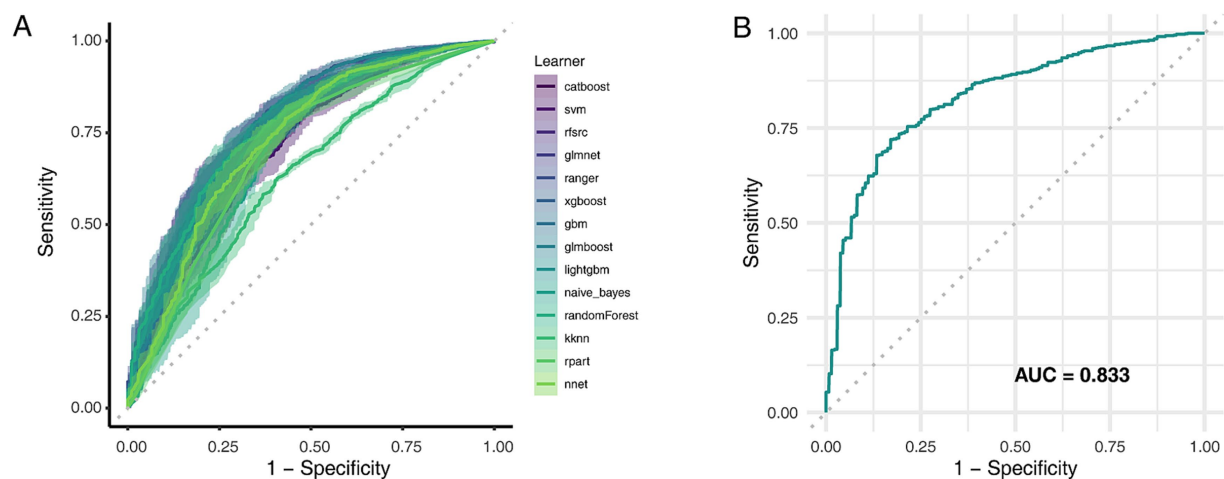 A
1.00
0.75
0.50
0.25
0.00
Sensitivity
0.00 0.25 0.50 0.75 1.00
1 − Specificity
Learner
catboost
svm
rfsrc
glmnet
ranger
xgboost
gbm
glmboost
lightgbm
naive_bayes
randomForest
kknn
rpart
nnet
B
1.00
0.75
0.50
0.25
0.00
Sensitivity
AUC = 0.833
0.00 0.25 0.50 0.75 1.00
1 − Specificity